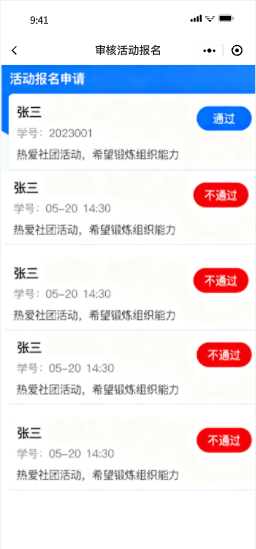 9:41
审核活动报名
活动报名申请
张三
通过
学号：2023001
热爱社团活动，希望锻炼组织能力
张三
不通过
学号：05-20 14:30
热爱社团活动，希望锻炼组织能力
张三
不通过
学号：05-20 14:30
热爱社团活动，希望锻炼组织能力
张三
不通过
学号：05-20 14:30
热爱社团活动，希望锻炼组织能力
张三
不通过
学号：05-20 14:30
热爱社团活动，希望锻炼组织能力